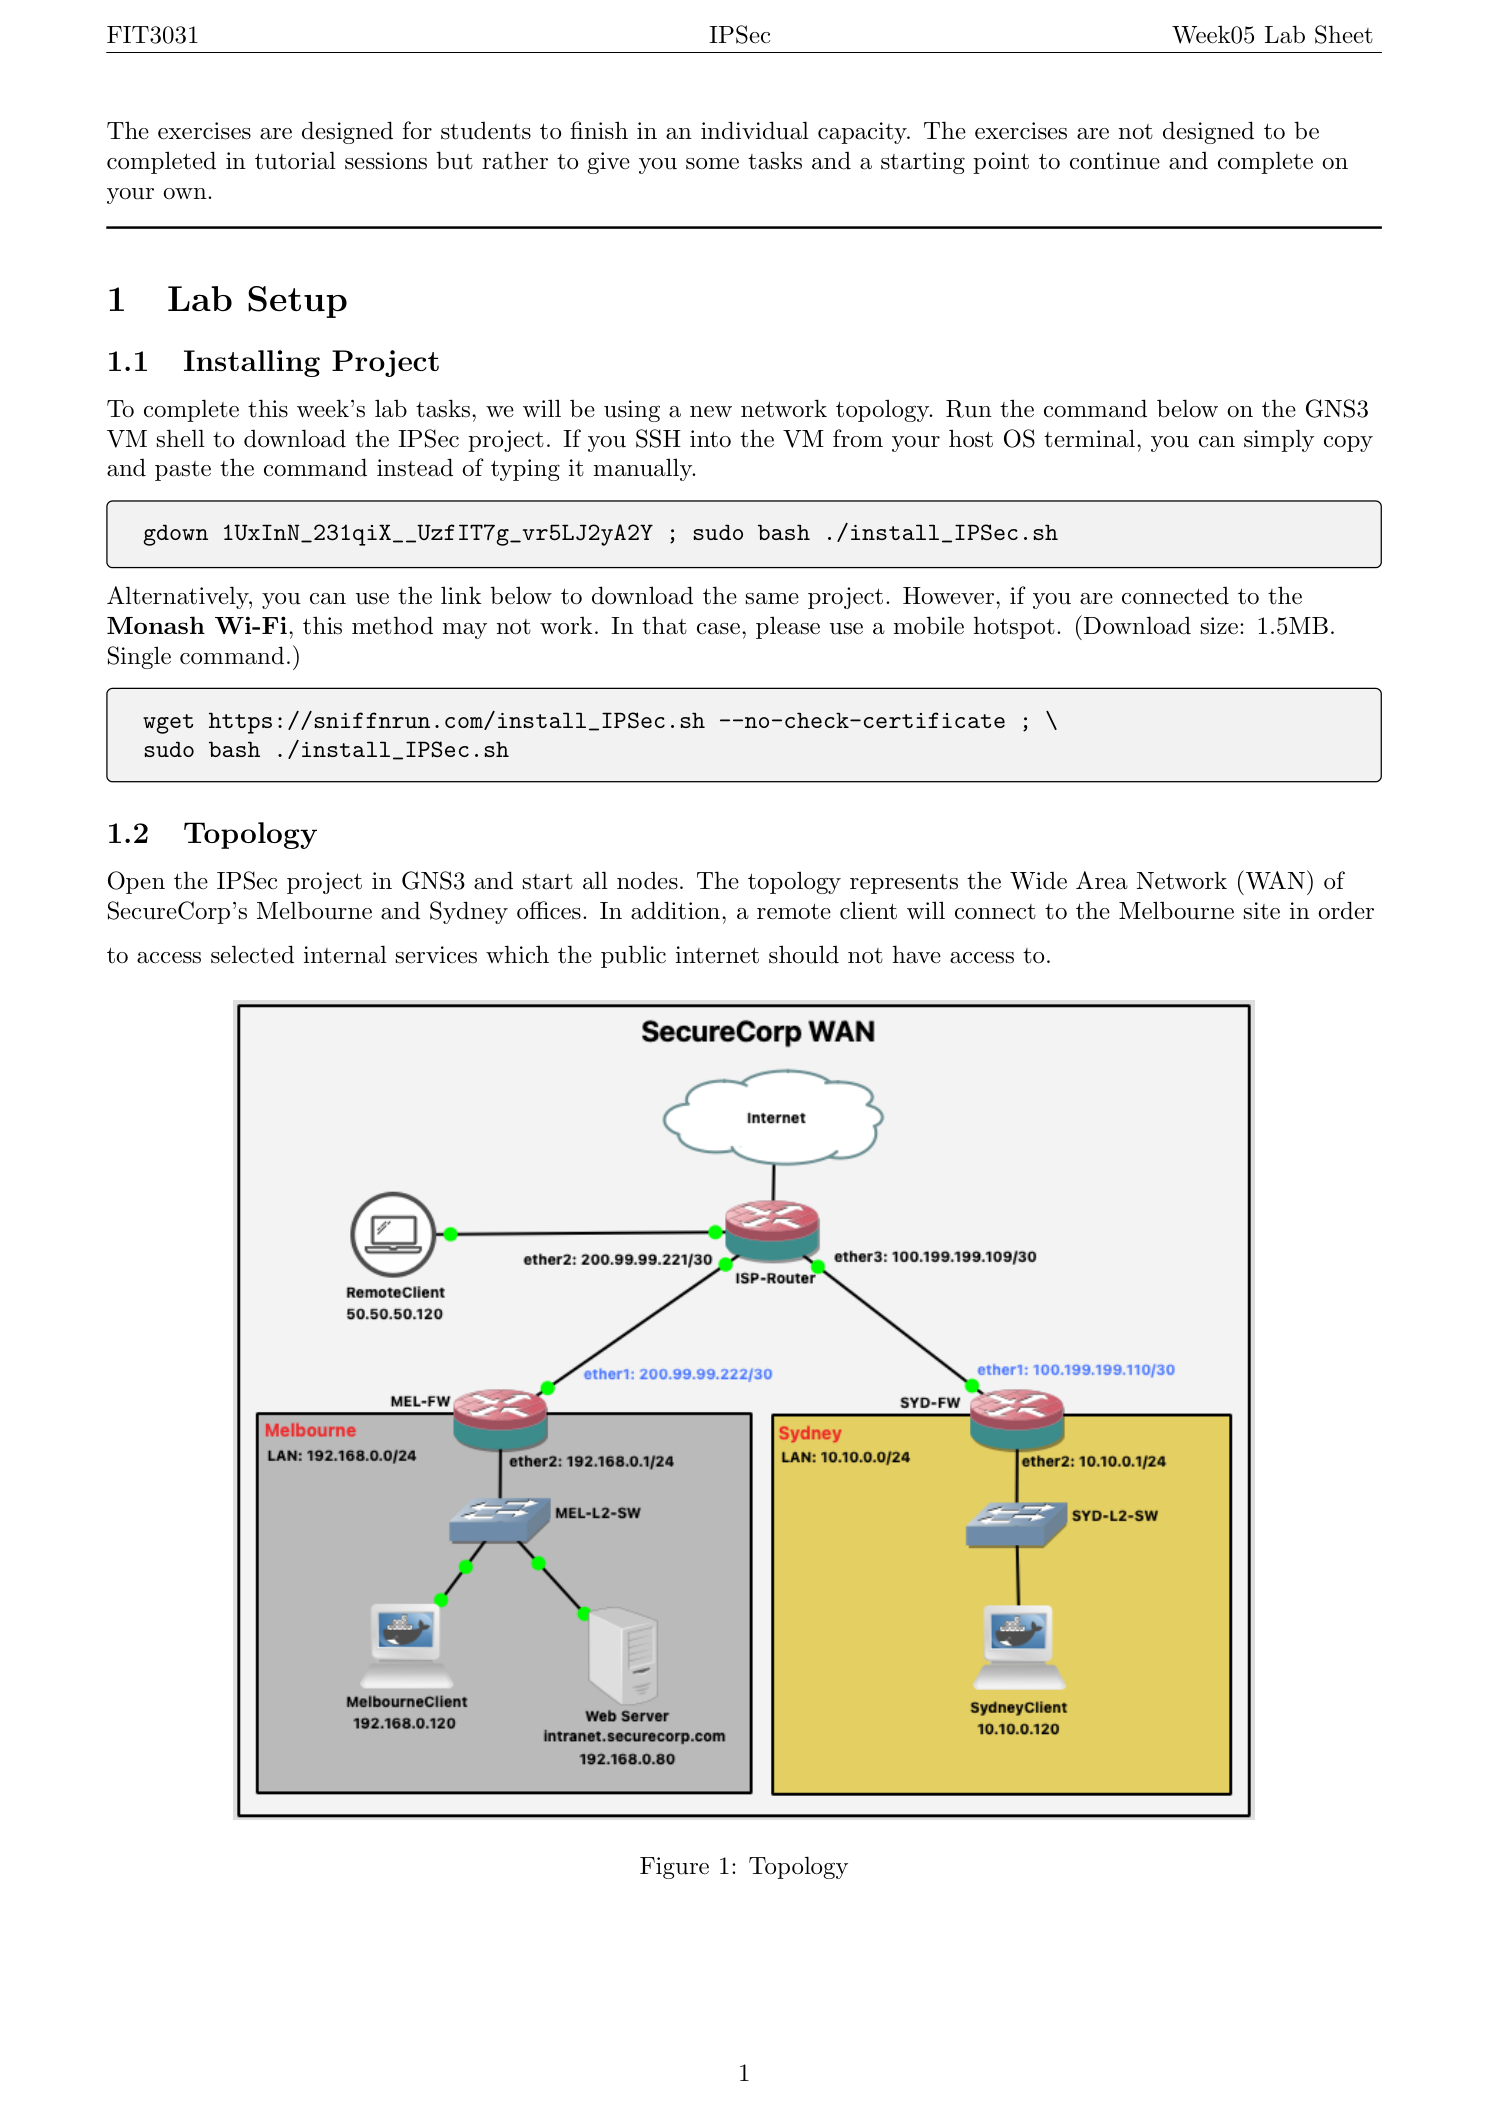 FIT3031 IPSec Week05 Lab Sheet
The exercises are designed for students to finish in an individual capacity. The exercises are not designed to be
completed in tutorial sessions but rather to give you some tasks and a starting point to continue and complete on
your own.
1 Lab Setup
1.1 Installing Project
To complete this week's lab tasks, we will be using a new network topology. Run the command below on the GNS3
VM shell to download the IPSec project. If you SSH into the VM from your host OS terminal, you can simply copy
and paste the command instead of typing it manually.
gdown 1UxInN_231qiX__UzfIT7g_vr5LJ2yA2Y ; sudo bash ./install_IPSec.sh
Alternatively, you can use the link below to download the same project. However, if you are connected to the
Monash Wi-Fi, this method may not work. In that case, please use a mobile hotspot. (Download size: 1.5MB.
Single command.)
wget https://sniffnrun.com/install_IPSec.sh --no-check-certificate ; \
sudo bash ./install_IPSec.sh
1.2 Topology
Open the IPSec project in GNS3 and start all nodes. The topology represents the Wide Area Network (WAN) of
SecureCorp's Melbourne and Sydney offices. In addition, a remote client will connect to the Melbourne site in order
to access selected internal services which the public internet should not have access to.
SecureCorp WAN
Internet
ether2: 200.99.99.221/30
ether3: 100.199.199.109/30
ISP-Router
RemoteClient
50.50.50.120
ether1: 200.99.99.222/30
ether1: 100.199.199.110/30
MEL-FW
SYD-FW
Melbourne
LAN: 192.168.0.0/24
ether2: 192.168.0.1/24
Sydney
LAN: 10.10.0.0/24
ether2: 10.10.0.1/24
MEL-L2-SW
SYD-L2-SW
MelbourneClient
192.168.0.120
Web Server
intranet.securecorp.com
192.168.0.80
SydneyClient
10.10.0.120
Figure 1: Topology
1